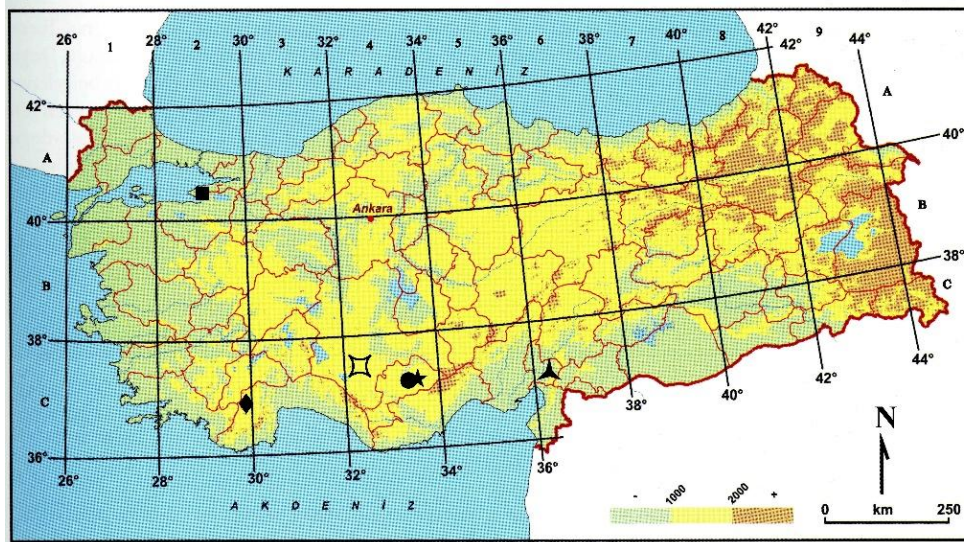 26° 1 28° 2 30° 3 32° 4 34° 5 36° 6 38° 7 40° 8 42° 42° 9 44°
K A R A D E N İ Z
A
42°
A
40°
A
Ankara
B
40°
B
38°
C
38°
C
36°
26° 28° 30° 32° 34° 36° 38° 40° 42° 44°
A K D E N İ Z
N
- 1000 2000 +
0 km 250